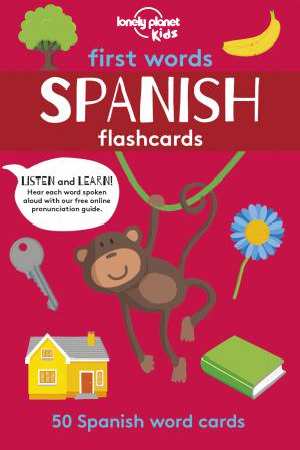 lonely planet
Kids
first words
SPANISH
flashcards
LISTEN and LEARN!
Hear each word spoken
aloud with our free online
pronunciation guide.
50 Spanish word cards